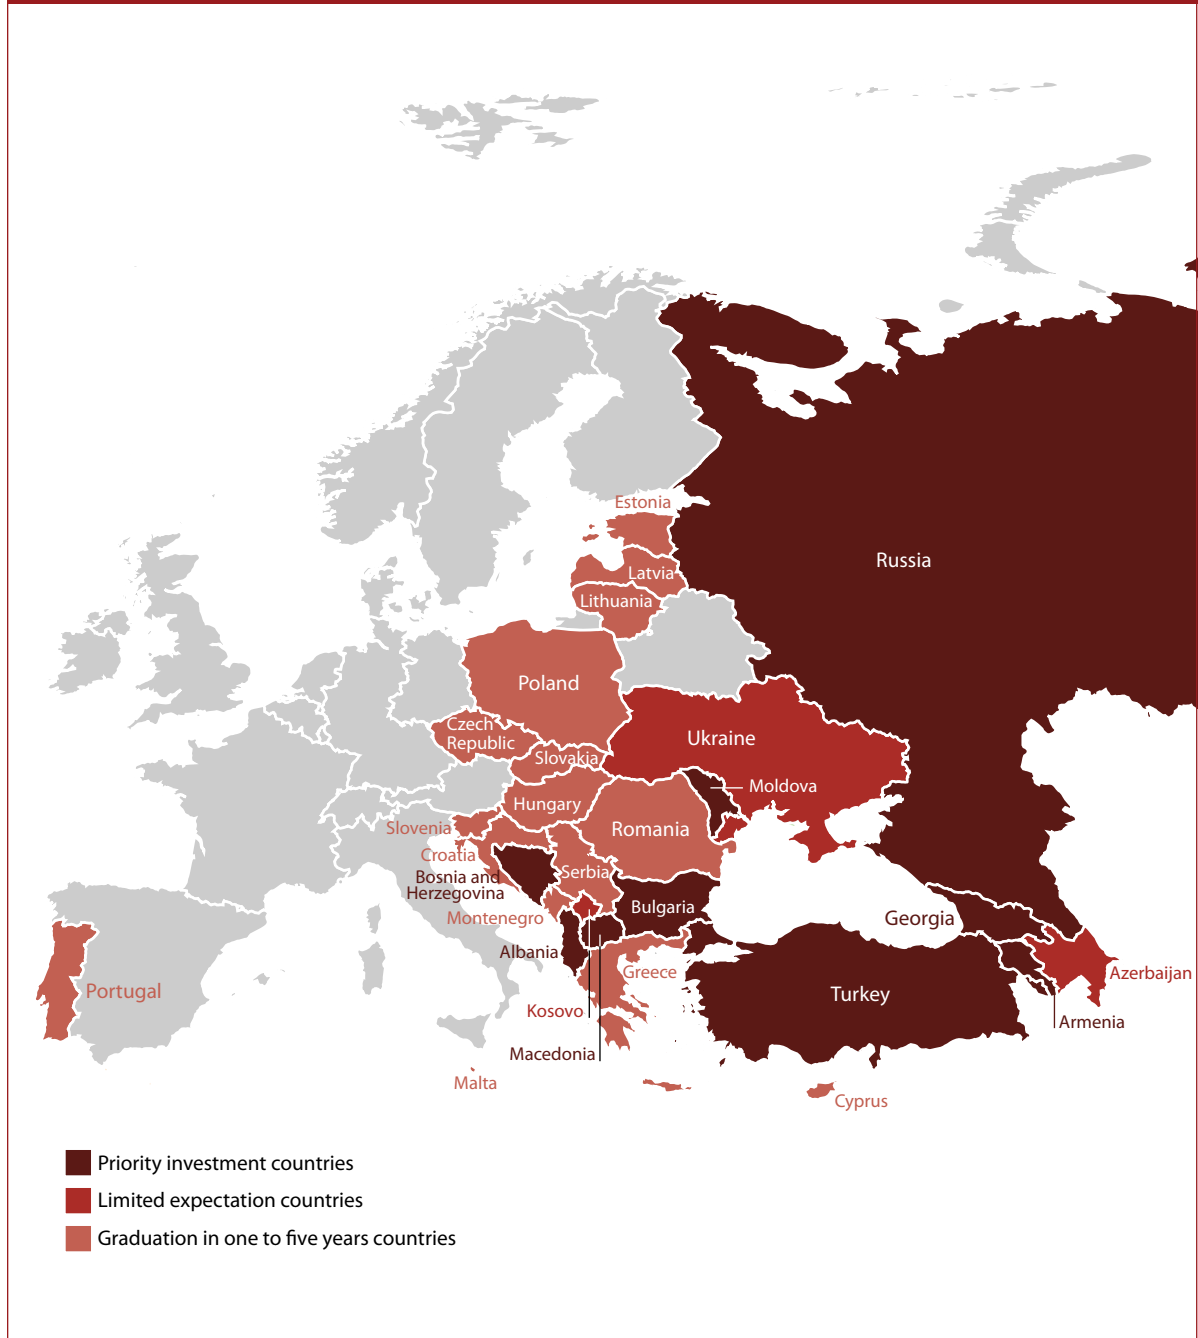 Estonia
Russia
Latvia
Lithuania
Poland
Czech
Republic
Ukraine
Slovakia
Moldova
Hungary
Slovenia
Romania
Croatia
Serbia
Bosnia and
Herzegovina
Bulgaria
Montenegro
Georgia
Albania
Greece
Azerbaijan
Portugal
Turkey
Kosovo
Armenia
Macedonia
Malta
Cyprus
Priority investment countries
Limited expectation countries
Graduation in one to five years countries